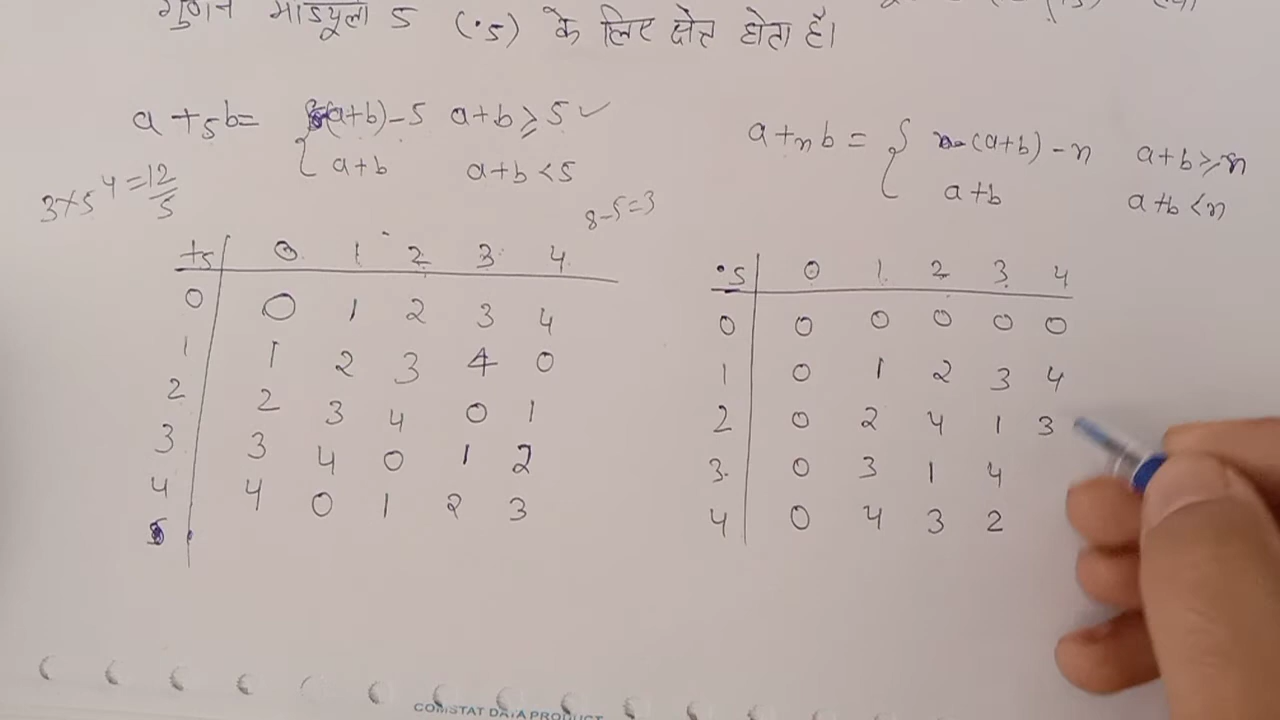 गुणन माड्यूलो 5 (·5) के लिए क्षेत्र होता है।
a +5 b = { (a+b) – 5 a+b ≥ 5 ✓
a+b a+b < 5
3 ×5 4 = 12/5
8–5=3
a +n b = { (a+b) – n a+b ≥ n
a+b a+b < n
+5 0 1 2 3 4
0 0 1 2 3 4
1 1 2 3 4 0
2 2 3 4 0 1
3 3 4 0 1 2
4 4 0 1 2 3
·5 0 1 2 3 4
0 0 0 0 0 0
1 0 1 2 3 4
2 0 2 4 1 3
3 0 3 1 4
4 0 4 3 2
COMSTAT DATA PRODUCT